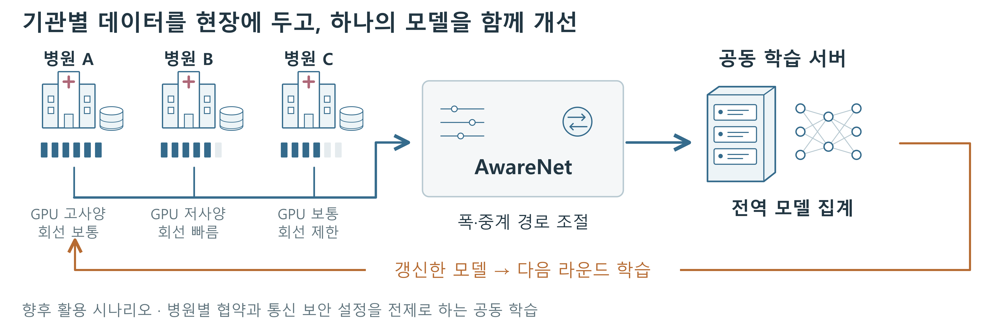 기관별 데이터를 현장에 두고, 하나의 모델을 함께 개선
병원 A
병원 B
병원 C
공동 학습 서버
AwareNet
GPU 고사양
회선 보통
GPU 저사양
회선 빠름
GPU 보통
회선 제한
폭·중계 경로 조절
전역 모델 집계
갱신한 모델 → 다음 라운드 학습
향후 활용 시나리오 · 병원별 협약과 통신 보안 설정을 전제로 하는 공동 학습